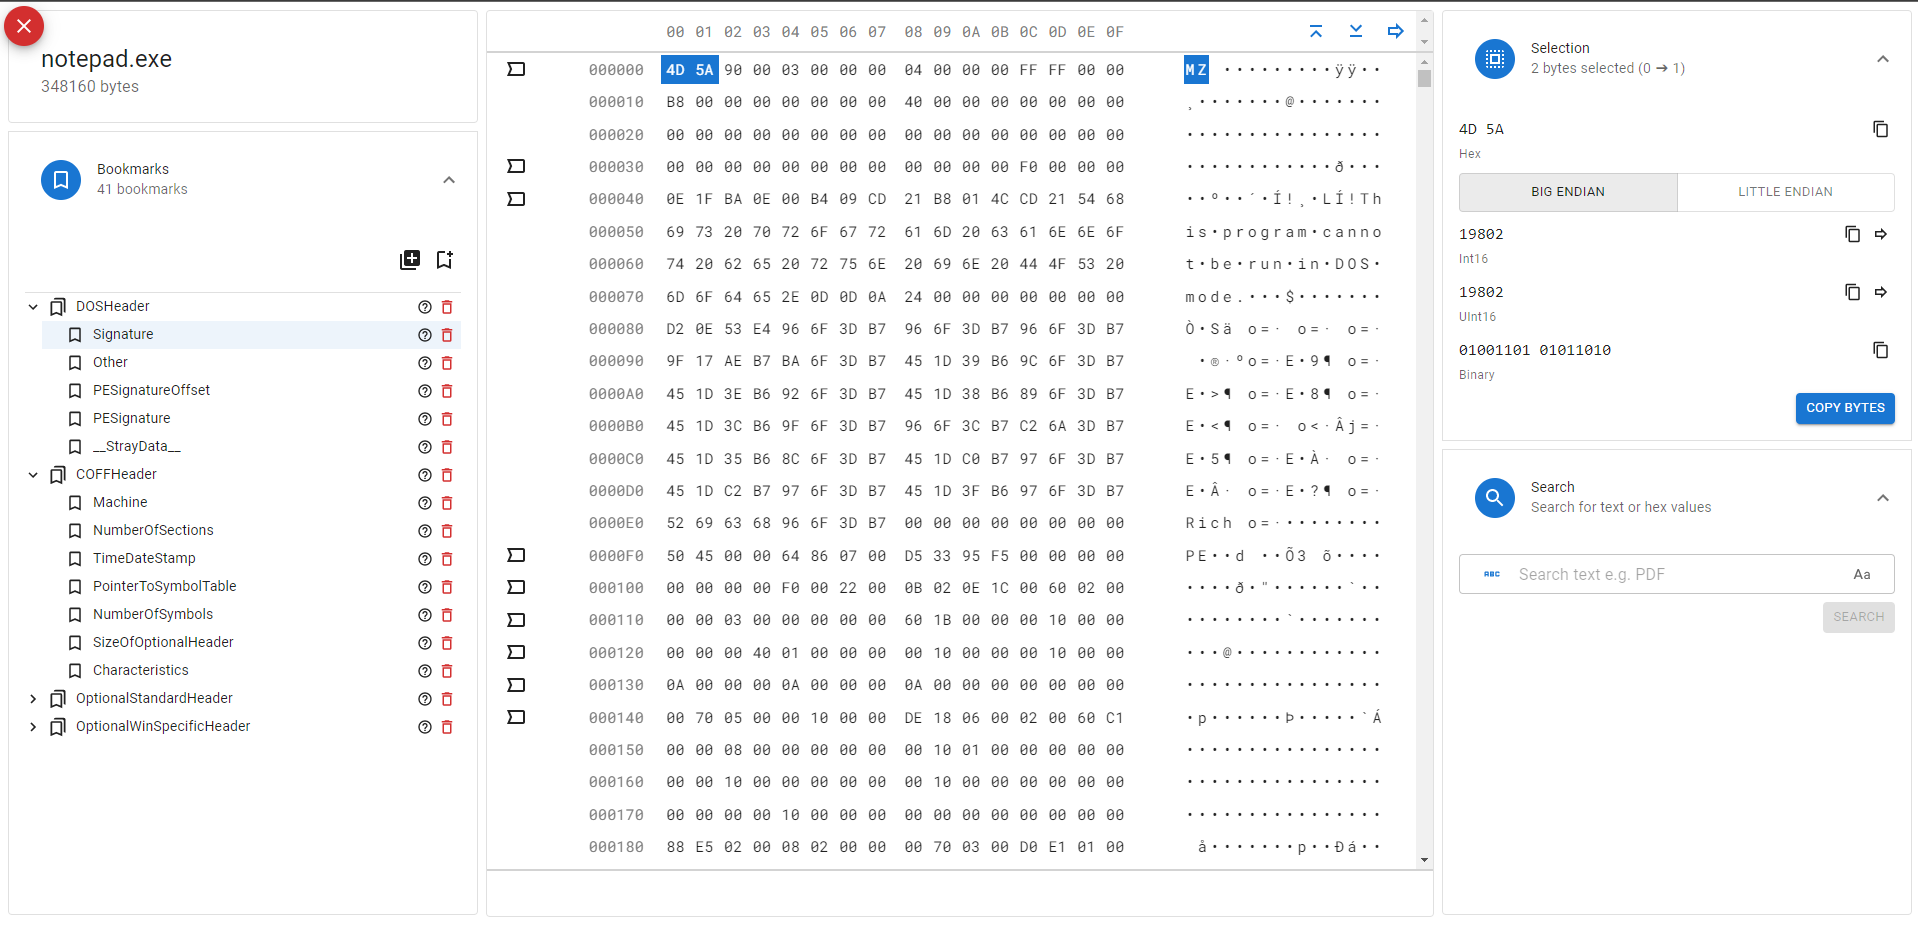 notepad.exe
348160 bytes
Bookmarks
41 bookmarks
DOSHeader
Signature
Other
PESignatureOffset
PESignature
__StrayData__
COFFHeader
Machine
NumberOfSections
TimeDateStamp
PointerToSymbolTable
NumberOfSymbols
SizeOfOptionalHeader
Characteristics
OptionalStandardHeader
OptionalWinSpecificHeader
00 01 02 03 04 05 06 07 08 09 0A 0B 0C 0D 0E 0F
000000 4D 5A 90 00 03 00 00 00 04 00 00 00 FF FF 00 00 MZ·········ÿÿ··
000010 B8 00 00 00 00 00 00 00 40 00 00 00 00 00 00 00 ¸·······@·······
000020 00 00 00 00 00 00 00 00 00 00 00 00 00 00 00 00 ················
000030 00 00 00 00 00 00 00 00 00 00 00 00 F0 00 00 00 ············ð···
000040 0E 1F BA 0E 00 B4 09 CD 21 B8 01 4C CD 21 54 68 ··º··´·Í!¸·LÍ!Th
000050 69 73 20 70 72 6F 67 72 61 6D 20 63 61 6E 6E 6F is·program·canno
000060 74 20 62 65 20 72 75 6E 20 69 6E 20 44 4F 53 20 t·be·run·in·DOS·
000070 6D 6F 64 65 2E 0D 0D 0A 24 00 00 00 00 00 00 00 mode.···$·······
000080 D2 0E 53 E4 96 6F 3D B7 96 6F 3D B7 96 6F 3D B7 Ò·Sä o=· o=· o=·
000090 9F 17 AE B7 BA 6F 3D B7 45 1D 39 B6 9C 6F 3D B7 ·®·ºo=·E·9¶ o=·
0000A0 45 1D 3E B6 92 6F 3D B7 45 1D 38 B6 89 6F 3D B7 E·>¶ o=·E·8¶ o=·
0000B0 45 1D 3C B6 9F 6F 3D B7 96 6F 3C B7 C2 6A 3D B7 E·<¶ o=· o<·Âj=·
0000C0 45 1D 35 B6 8C 6F 3D B7 45 1D C0 B7 97 6F 3D B7 E·5¶ o=·E·À· o=·
0000D0 45 1D C2 B7 97 6F 3D B7 45 1D 3F B6 97 6F 3D B7 E·Â· o=·E·?¶ o=·
0000E0 52 69 63 68 96 6F 3D B7 00 00 00 00 00 00 00 00 Rich o=·········
0000F0 50 45 00 00 64 86 07 00 D5 33 95 F5 00 00 00 00 PE··d ··Õ3 õ····
000100 00 00 00 00 F0 00 22 00 0B 02 0E 1C 00 60 02 00 ····ð·"······`··
000110 00 00 03 00 00 00 00 00 60 1B 00 00 00 10 00 00 ········`·······
000120 00 00 00 40 01 00 00 00 00 10 00 00 00 10 00 00 ···@············
000130 0A 00 00 00 0A 00 00 00 0A 00 00 00 00 00 00 00 ················
000140 00 70 05 00 00 10 00 00 DE 18 06 00 02 00 60 C1 ·p······Þ·····`Á
000150 00 00 08 00 00 00 00 00 00 10 01 00 00 00 00 00 ················
000160 00 00 10 00 00 00 00 00 00 10 00 00 00 00 00 00 ················
000170 00 00 00 00 10 00 00 00 00 00 00 00 00 00 00 00 ················
000180 88 E5 02 00 08 02 00 00 00 70 03 00 D0 E1 01 00 å·······p··Ðá··
Selection
2 bytes selected (0 → 1)
4D 5A
Hex
BIG ENDIAN LITTLE ENDIAN
19802
Int16
19802
UInt16
01001101 01011010
Binary
COPY BYTES
Search
Search for text or hex values
ABC Search text e.g. PDF Aa
SEARCH